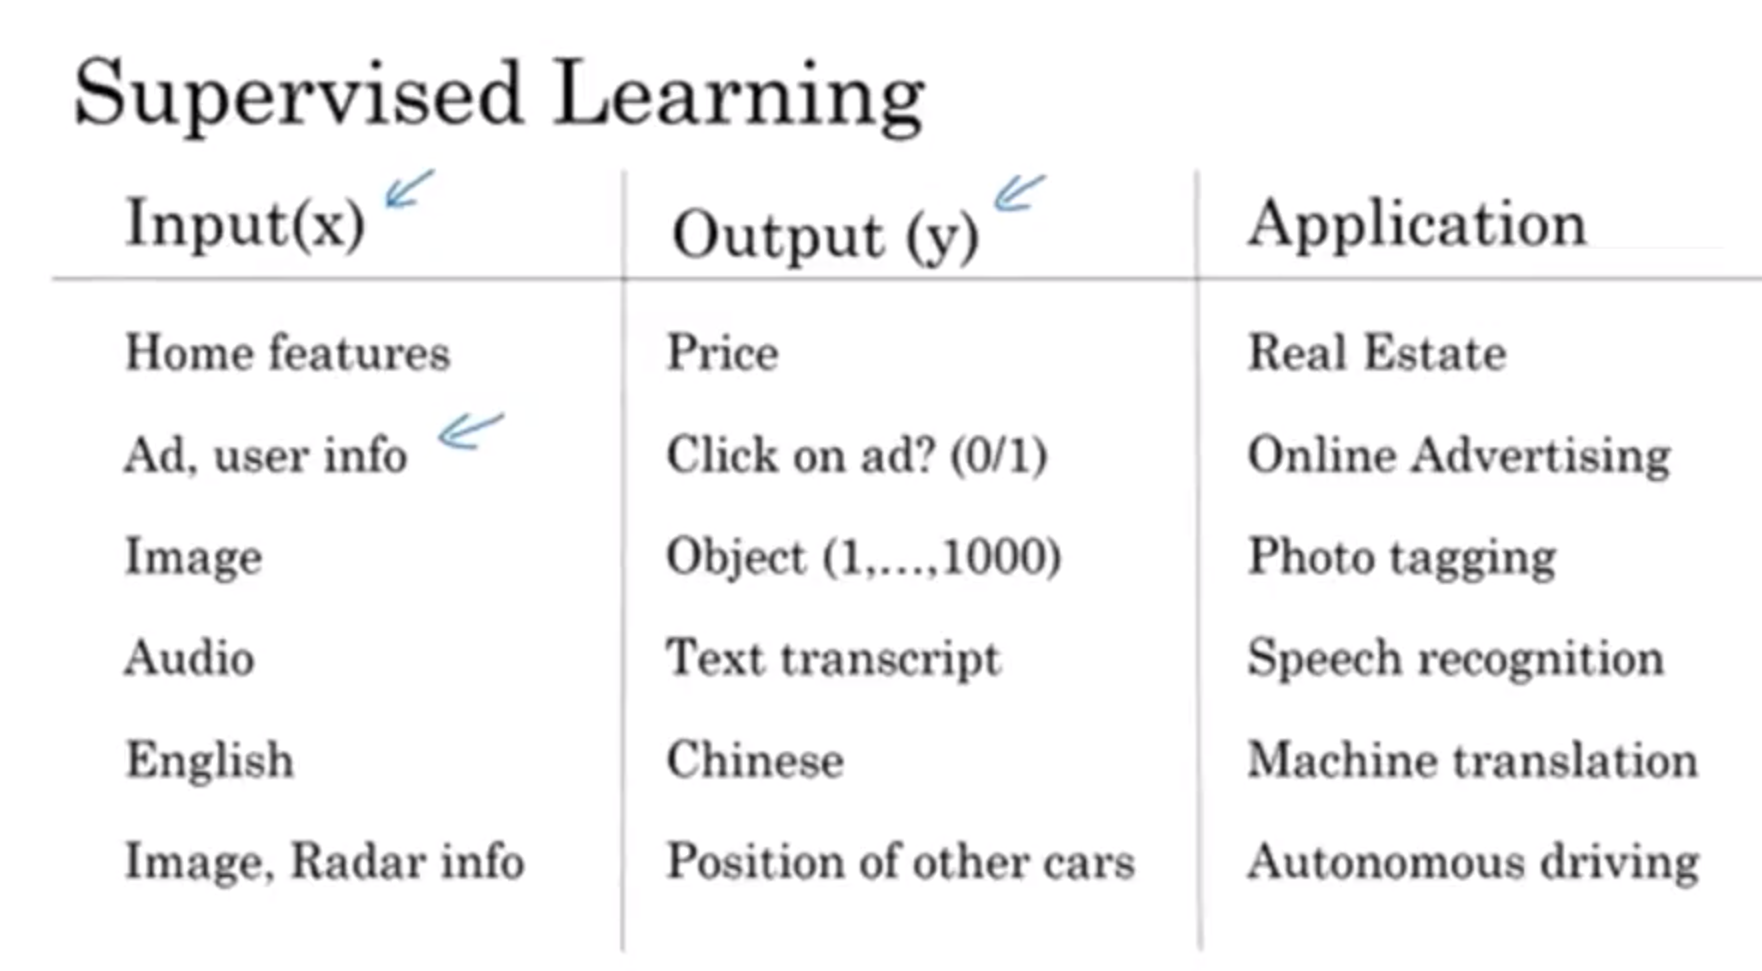 Supervised Learning
Input(x) Output (y) Application
Home features Price Real Estate
Ad, user info Click on ad? (0/1) Online Advertising
Image Object (1,...,1000) Photo tagging
Audio Text transcript Speech recognition
English Chinese Machine translation
Image, Radar info Position of other cars Autonomous driving